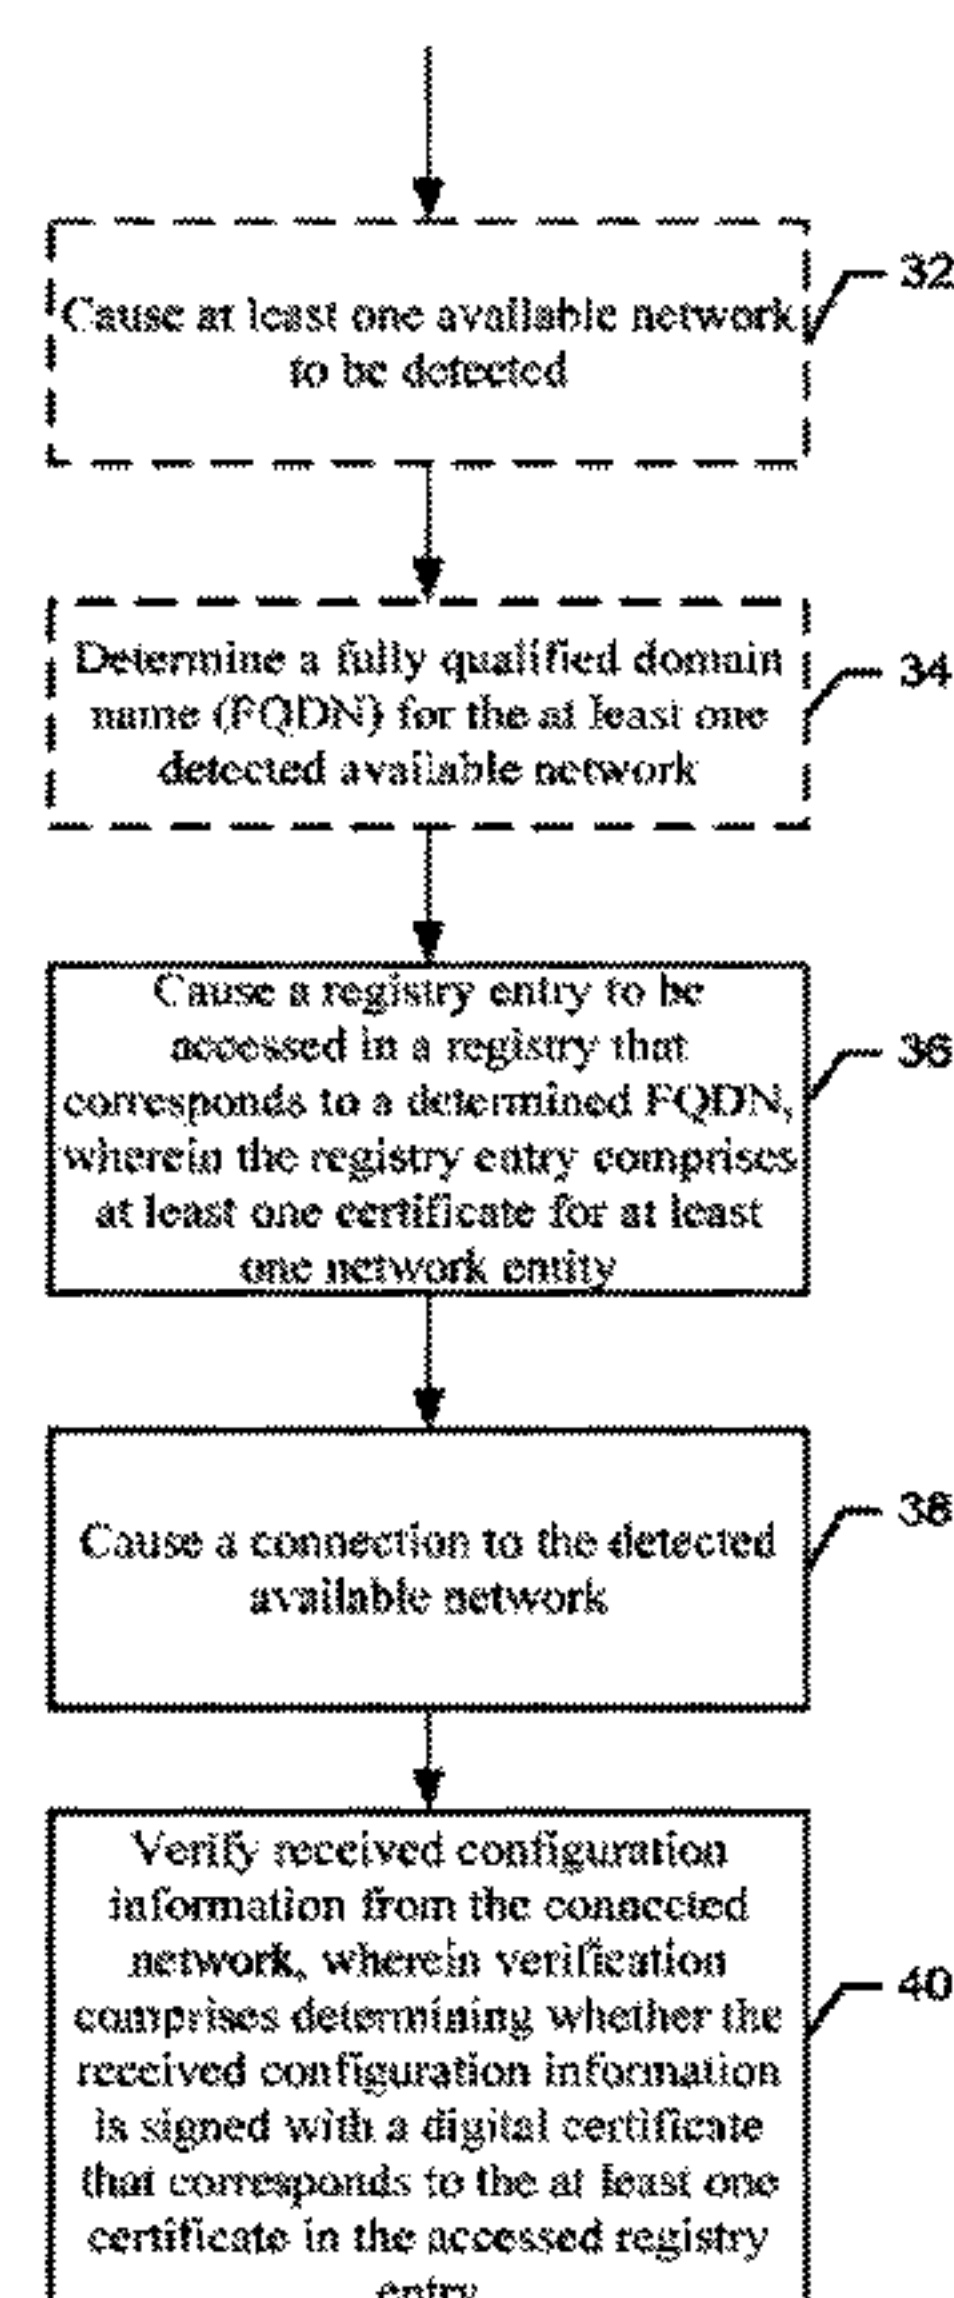 Cause at least one available network
to be detected
32
Determine a fully qualified domain
name (FQDN) for the at least one
detected available network
34
Cause a registry entry to be
accessed in a registry that
corresponds to a determined FQDN,
wherein the registry entry comprises
at least one certificate for at least
one network entity
36
Cause a connection to the detected
available network
38
Verify received configuration
information from the connected
network, wherein verification
comprises determining whether the
received configuration information
is signed with a digital certificate
that corresponds to the at least one
certificate in the accessed registry
entry
40